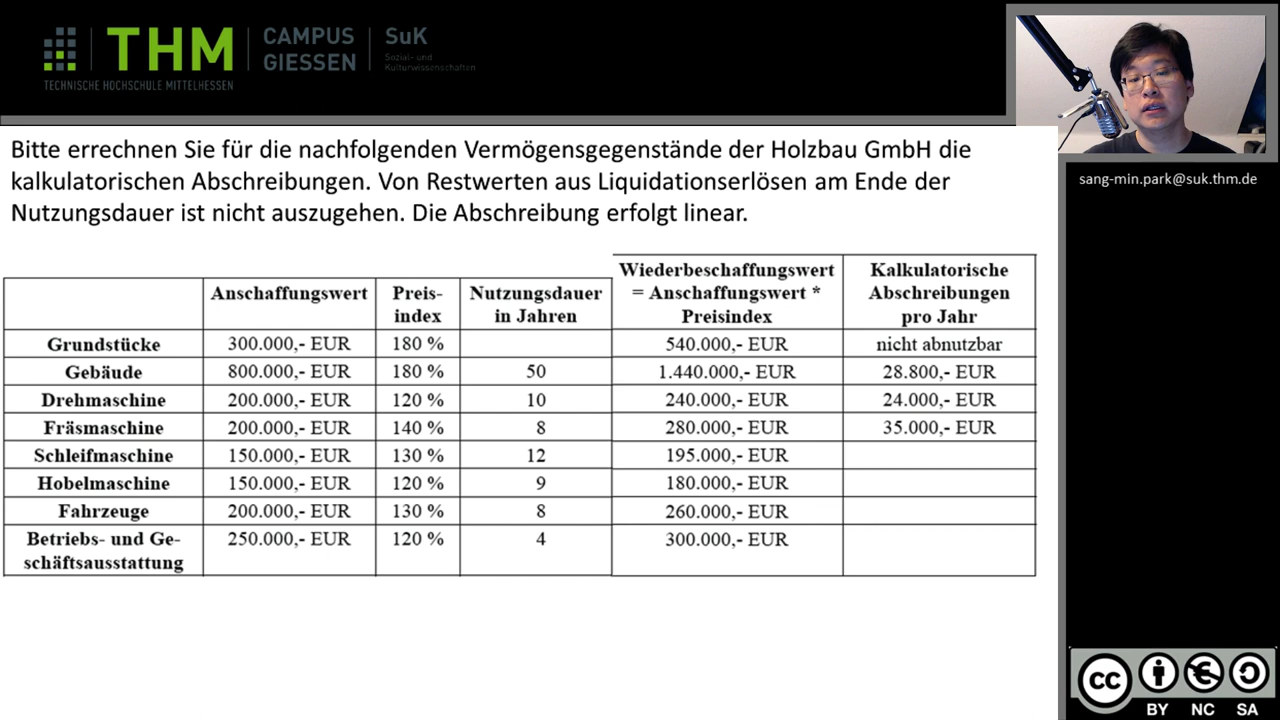 THM
CAMPUS
GIESSEN
SuK
Sozial- und
Kulturwissenschaften
TECHNISCHE HOCHSCHULE MITTELHESSEN
Bitte errechnen Sie für die nachfolgenden Vermögensgegenstände der Holzbau GmbH die
kalkulatorischen Abschreibungen. Von Restwerten aus Liquidationserlösen am Ende der
Nutzungsdauer ist nicht auszugehen. Die Abschreibung erfolgt linear.
sang-min.park@suk.thm.de
Anschaffungswert Preis- Nutzungsdauer Wiederbeschaffungswert Kalkulatorische
index in Jahren = Anschaffungswert * Abschreibungen
Preisindex pro Jahr
Grundstücke 300.000,- EUR 180 % 540.000,- EUR nicht abnutzbar
Gebäude 800.000,- EUR 180 % 50 1.440.000,- EUR 28.800,- EUR
Drehmaschine 200.000,- EUR 120 % 10 240.000,- EUR 24.000,- EUR
Fräsmaschine 200.000,- EUR 140 % 8 280.000,- EUR 35.000,- EUR
Schleifmaschine 150.000,- EUR 130 % 12 195.000,- EUR
Hobelmaschine 150.000,- EUR 120 % 9 180.000,- EUR
Fahrzeuge 200.000,- EUR 130 % 8 260.000,- EUR
Betriebs- und Ge- 250.000,- EUR 120 % 4 300.000,- EUR
schäftsausstattung
cc
BY NC SA